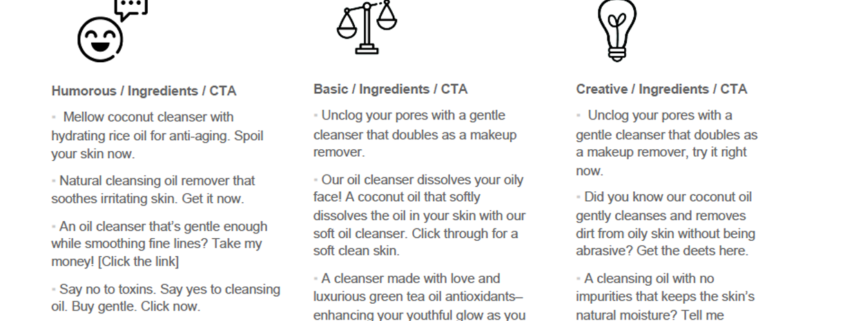 Humorous / Ingredients / CTA
• Mellow coconut cleanser with
hydrating rice oil for anti-aging. Spoil
your skin now.
• Natural cleansing oil remover that
soothes irritating skin. Get it now.
• An oil cleanser that's gentle enough
while smoothing fine lines? Take my
money! [Click the link]
• Say no to toxins. Say yes to cleansing
oil. Buy gentle. Click now.
Basic / Ingredients / CTA
• Unclog your pores with a gentle
cleanser that doubles as a makeup
remover.
• Our oil cleanser dissolves your oily
face! A coconut oil that softly
dissolves the oil in your skin with our
soft oil cleanser. Click through for a
soft clean skin.
• A cleanser made with love and
luxurious green tea oil antioxidants–
enhancing your youthful glow as you
Creative / Ingredients / CTA
• Unclog your pores with a
gentle cleanser that doubles as
a makeup remover, try it right
now.
• Did you know our coconut oil
gently cleanses and removes
dirt from oily skin without being
abrasive? Get the deets here.
• A cleansing oil with no
impurities that keeps the skin's
natural moisture? Tell me